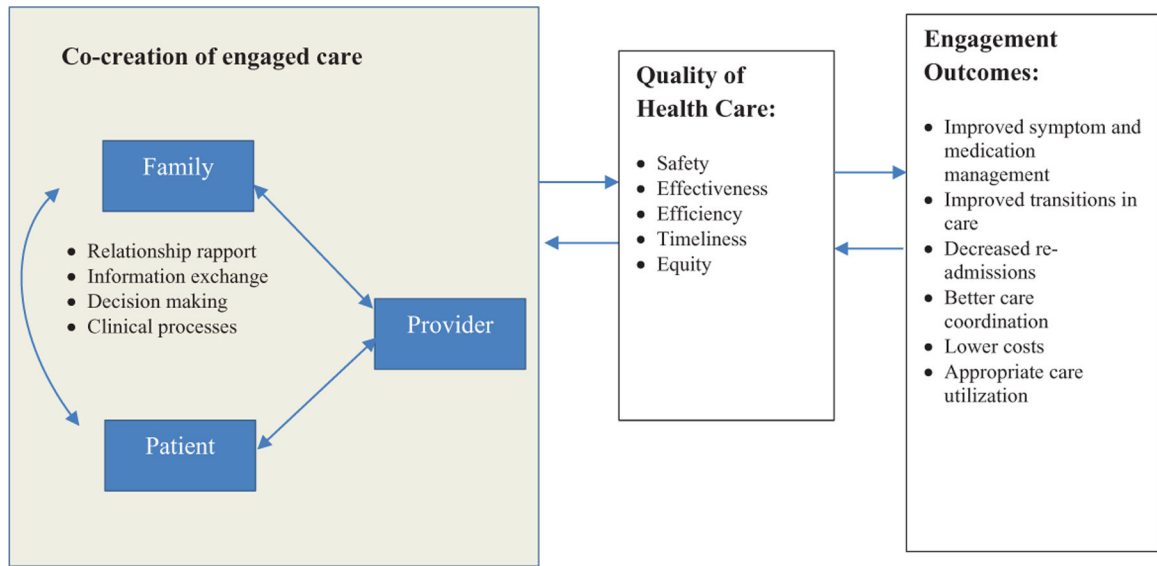 Co-creation of engaged care
Family
• Relationship rapport
• Information exchange
• Decision making
• Clinical processes
Provider
Patient
Quality of
Health Care:
• Safety
• Effectiveness
• Efficiency
• Timeliness
• Equity
Engagement
Outcomes:
• Improved symptom and
medication
management
• Improved transitions in
care
• Decreased re-
admissions
• Better care
coordination
• Lower costs
• Appropriate care
utilization